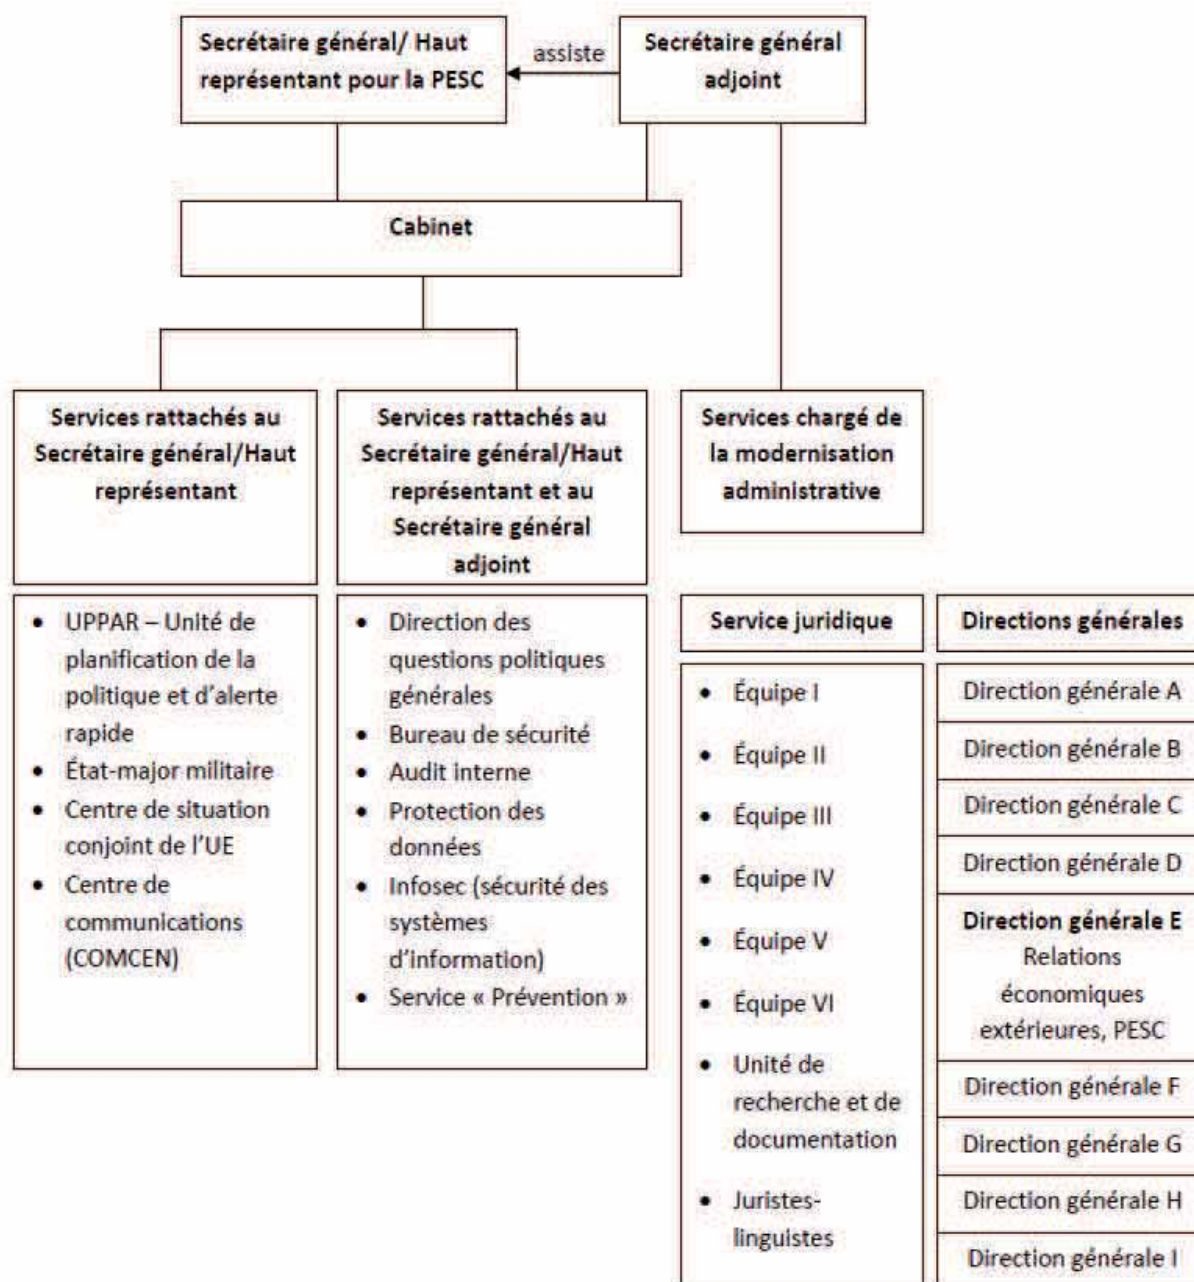 Secrétaire général/ Haut
représentant pour la PESC
assiste
Secrétaire général
adjoint
Cabinet
Services rattachés au
Secrétaire général/Haut
représentant
Services rattachés au
Secrétaire général/Haut
représentant et au
Secrétaire général
adjoint
Services chargé de
la modernisation
administrative
• UPPAR – Unité de
planification de la
politique et d’alerte
rapide
• État-major militaire
• Centre de situation
conjoint de l’UE
• Centre de
communications
(COMCEN)
• Direction des
questions politiques
générales
• Bureau de sécurité
• Audit interne
• Protection des
données
• Infosec (sécurité des
systèmes
d’information)
• Service « Prévention »
Service juridique
• Équipe I
• Équipe II
• Équipe III
• Équipe IV
• Équipe V
• Équipe VI
• Unité de
recherche et de
documentation
• Juristes-
linguistes
Directions générales
Direction générale A
Direction générale B
Direction générale C
Direction générale D
Direction générale E
Relations
économiques
extérieures, PESC
Direction générale F
Direction générale G
Direction générale H
Direction générale I